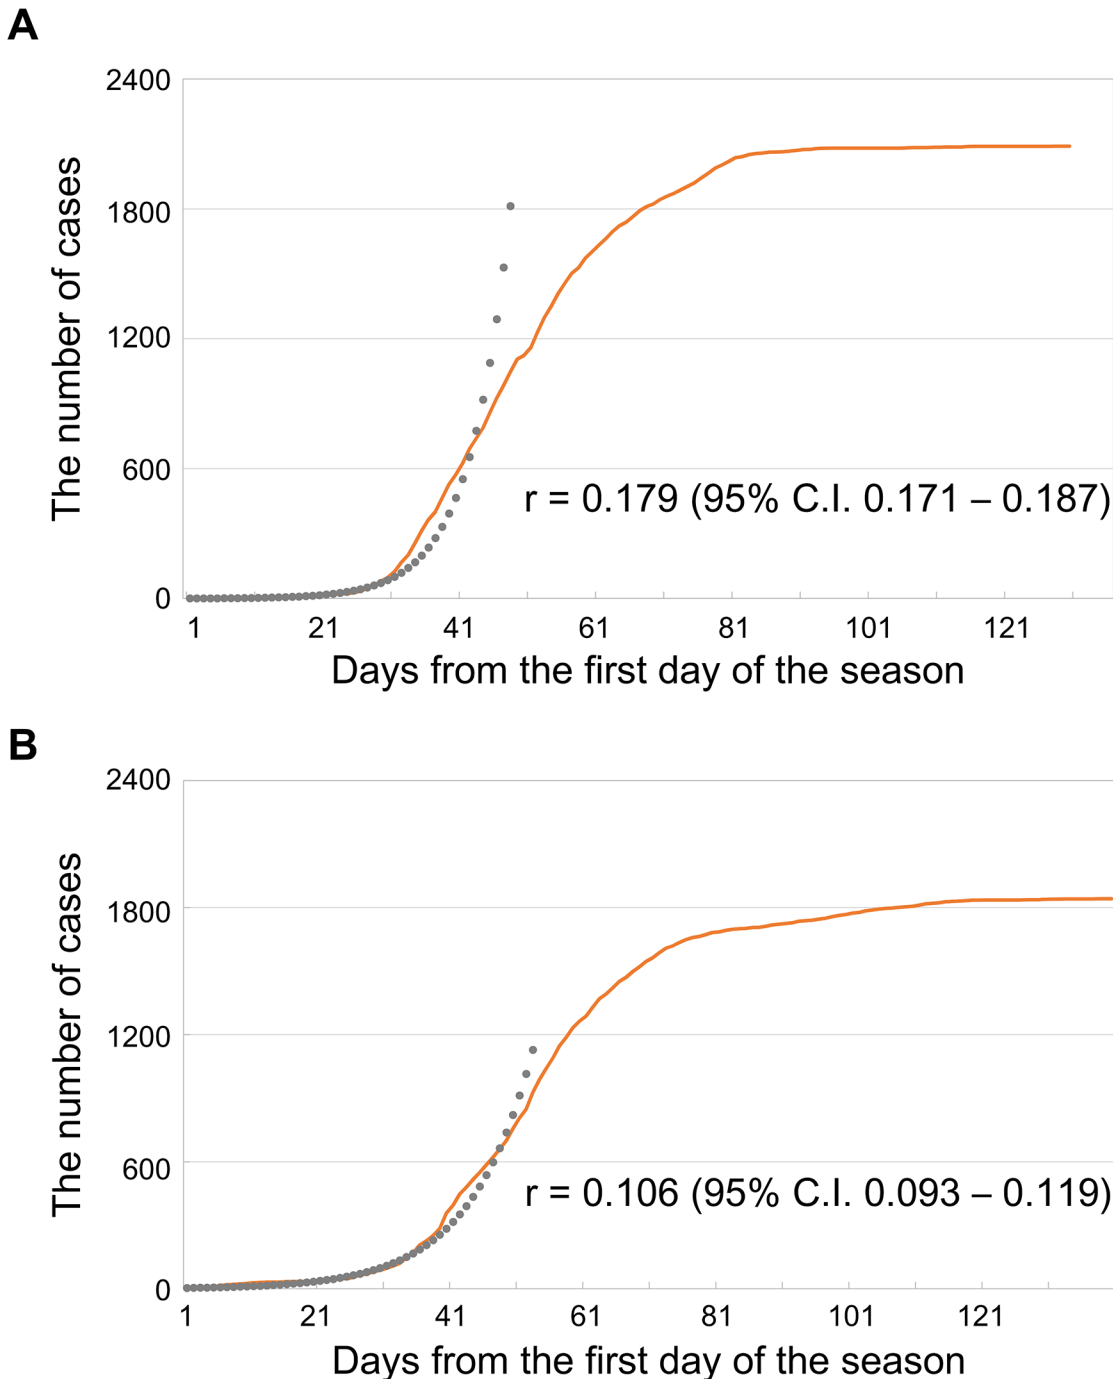 A
2400
1800
1200
600
0
The number of cases
r = 0.179 (95% C.I. 0.171 – 0.187)
1 21 41 61 81 101 121
Days from the first day of the season
B
2400
1800
1200
600
0
The number of cases
r = 0.106 (95% C.I. 0.093 – 0.119)
1 21 41 61 81 101 121
Days from the first day of the season